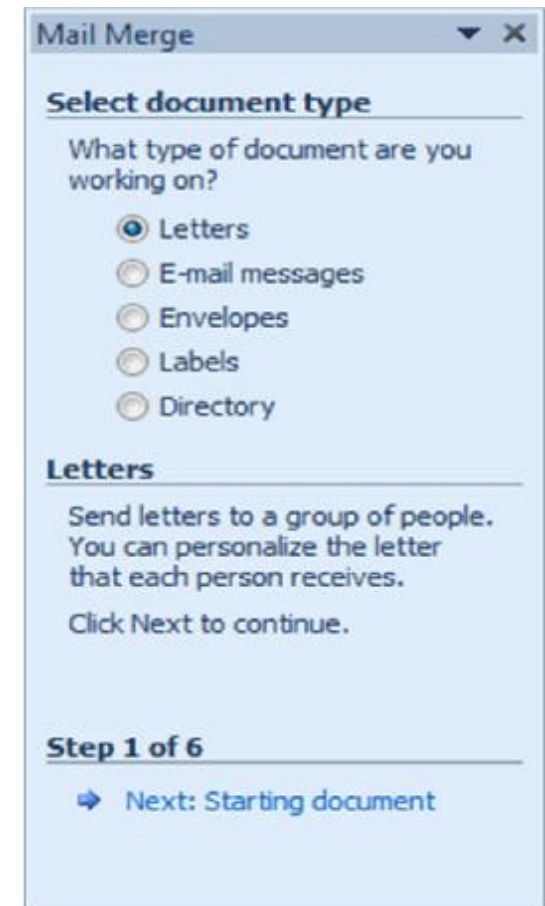 Mail Merge
Select document type
What type of document are you
working on?
Letters
E-mail messages
Envelopes
Labels
Directory
Letters
Send letters to a group of people.
You can personalize the letter
that each person receives.
Click Next to continue.
Step 1 of 6
Next: Starting document